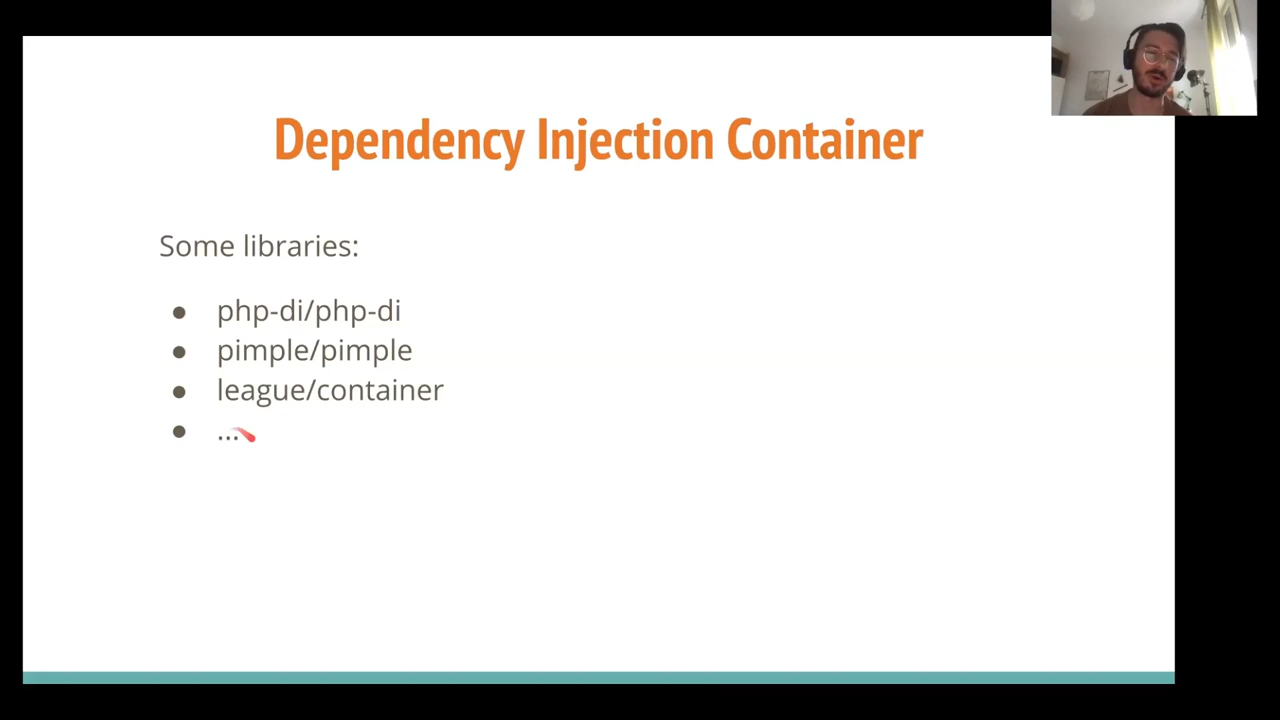 Dependency Injection Container
Some libraries:
● php-di/php-di
● pimple/pimple
● league/container
● ...